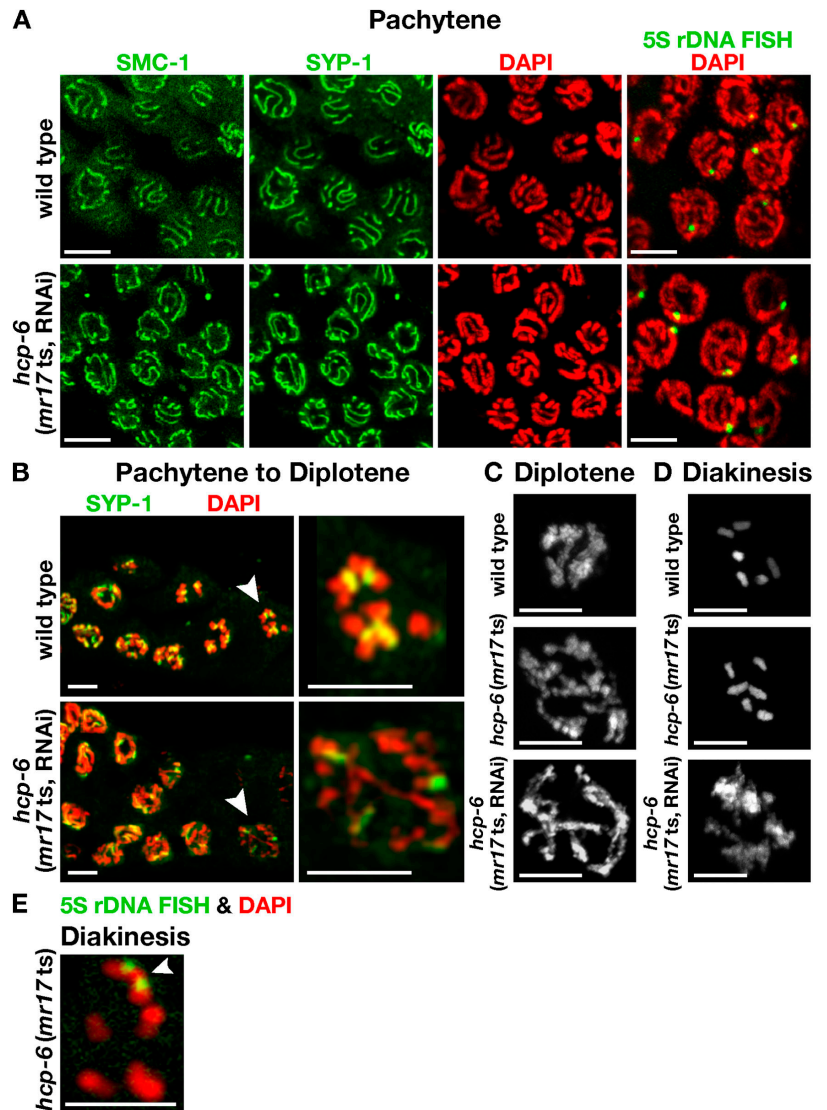 A
Pachytene
SMC-1
SYP-1
DAPI
5S rDNA FISH
DAPI
wild type
hcp-6
(mr17ts, RNAi)
B
Pachytene to Diplotene
SYP-1
DAPI
wild type
hcp-6
(mr17ts, RNAi)
C Diplotene
wild type
hcp-6 (mr17ts)
hcp-6
(mr17ts, RNAi)
D Diakinesis
wild type
hcp-6 (mr17ts)
hcp-6
(mr17ts, RNAi)
E
5S rDNA FISH & DAPI
Diakinesis
hcp-6 (mr17ts)